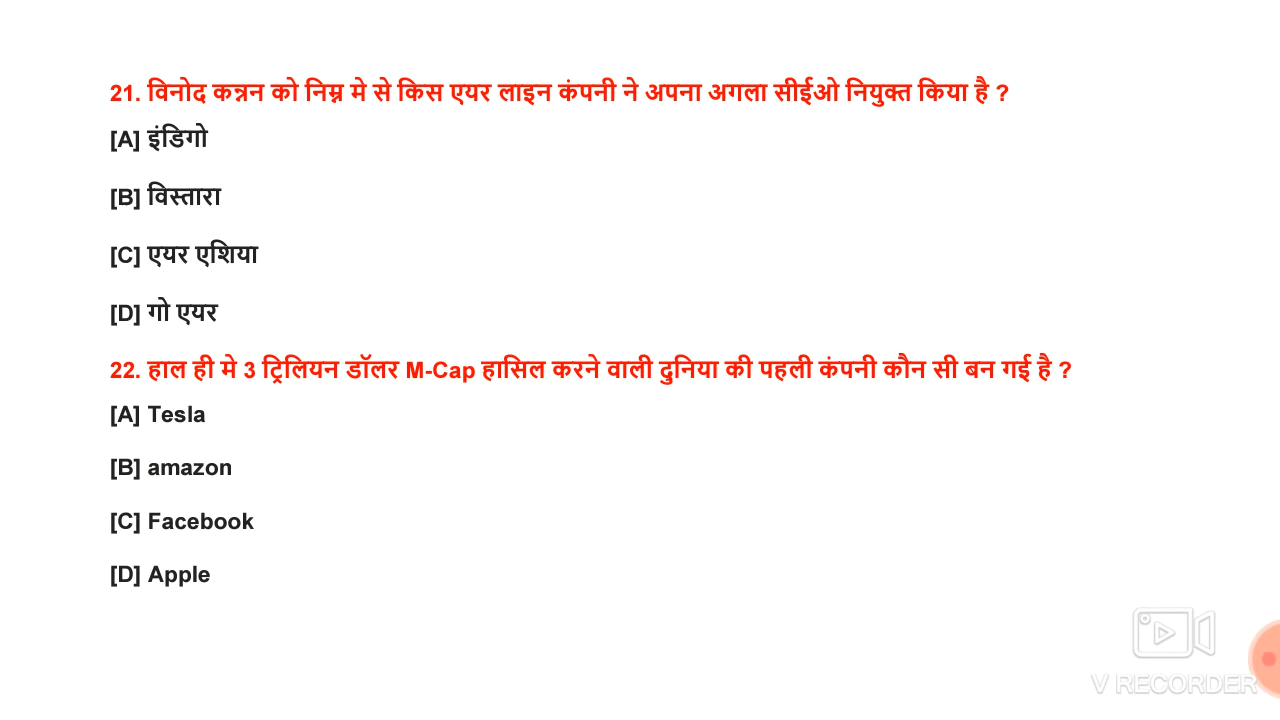 21. विनोद कन्नन को निम्न मे से किस एयर लाइन कंपनी ने अपना अगला सीईओ नियुक्त किया है ?
[A] इंडिगो
[B] विस्तारा
[C] एयर एशिया
[D] गो एयर
22. हाल ही मे 3 ट्रिलियन डॉलर M-Cap हासिल करने वाली दुनिया की पहली कंपनी कौन सी बन गई है ?
[A] Tesla
[B] amazon
[C] Facebook
[D] Apple
V RECORDER